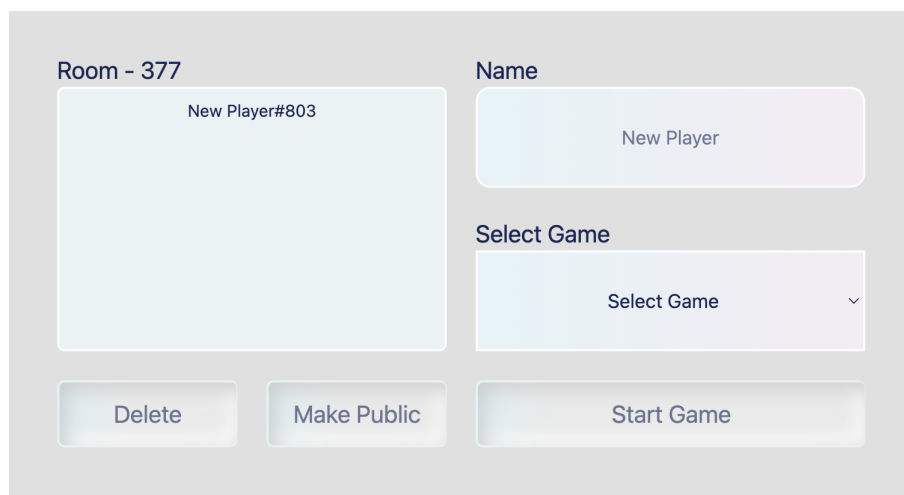 Room - 377
New Player#803
Name
New Player
Select Game
Select Game
Delete
Make Public
Start Game